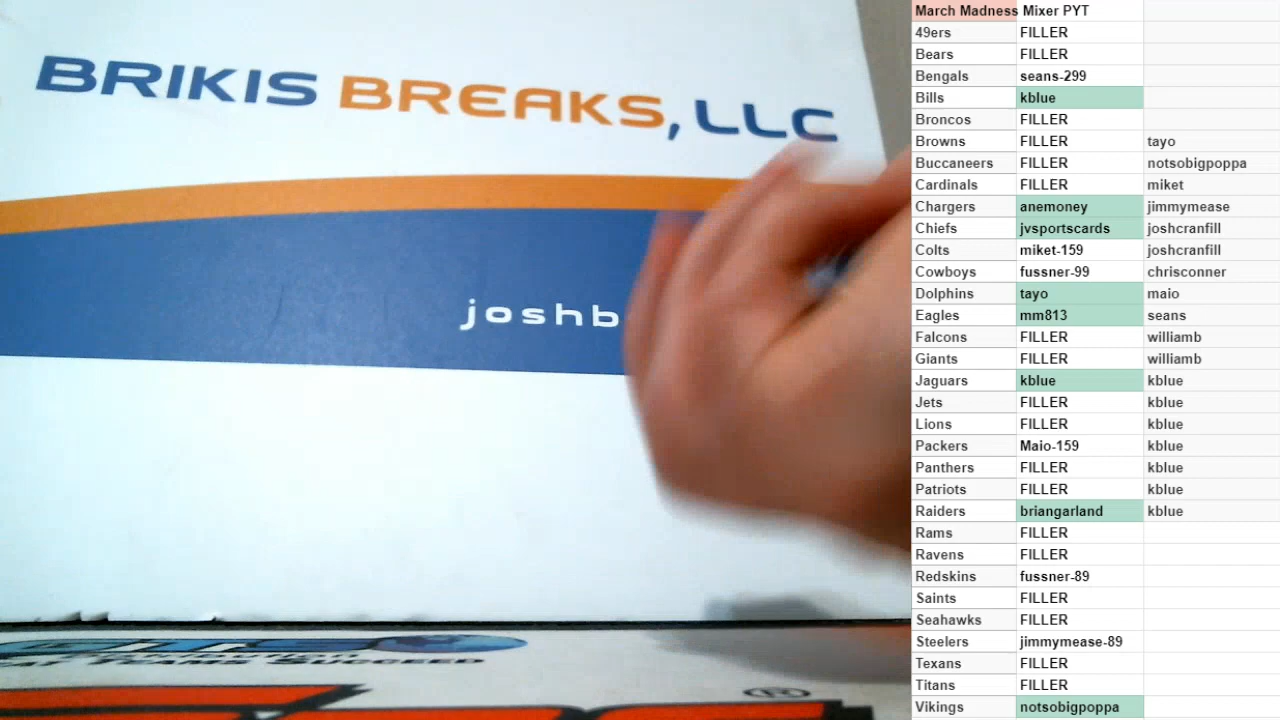 BRIKIS BREAKS, LLC
joshb
SUCCEED
March Madness Mixer PYT
49ers FILLER
Bears FILLER
Bengals seans-299
Bills kblue
Broncos FILLER
Browns FILLER tayo
Buccaneers FILLER notsobigpoppa
Cardinals FILLER miket
Chargers anemoney jimmymease
Chiefs jvsportscards joshcranfill
Colts miket-159 joshcranfill
Cowboys fussner-99 chrisconner
Dolphins tayo maio
Eagles mm813 seans
Falcons FILLER williamb
Giants FILLER williamb
Jaguars kblue kblue
Jets FILLER kblue
Lions FILLER kblue
Packers Maio-159 kblue
Panthers FILLER kblue
Patriots FILLER kblue
Raiders briangarland kblue
Rams FILLER
Ravens FILLER
Redskins fussner-89
Saints FILLER
Seahawks FILLER
Steelers jimmymease-89
Texans FILLER
Titans FILLER
Vikings notsobigpoppa